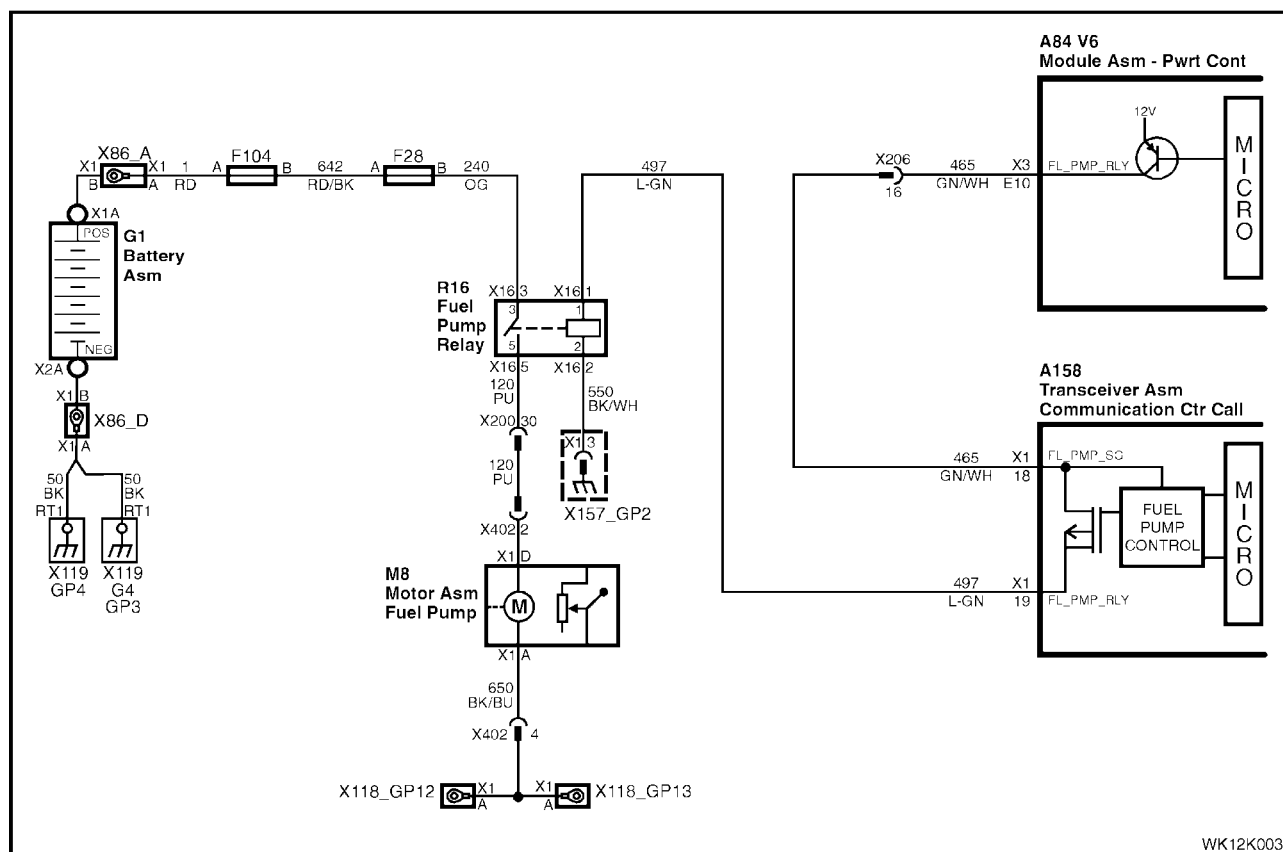 A84 V6
Module Asm - Pwrt Cont
12V
MICRO
X86_A
X1
B
X1
A
1
RD
A
F104
B
642
RD/BK
A
F28
B
240
OG
497
L-GN
X206
16
465
GN/WH
X3
E10
FL_PMP_RLY
X1A
POS
G1
Battery
Asm
NEG
X2A
X1 B
X86_D
X1 A
50
BK
RT1
50
BK
RT1
X119
GP4
X119
G4
GP3
R16
Fuel
Pump
Relay
X16 3
X16 1
3
1
5
2
X16 5
X16 2
120
PU
550
BK/WH
X200 30
X1 3
120
PU
X157_GP2
X402 2
A158
Transceiver Asm
Communication Ctr Call
465
GN/WH
X1
18
FL_PMP_SG
FUEL
PUMP
CONTROL
MICRO
497
L-GN
X1
19
FL_PMP_RLY
X1 D
M8
Motor Asm
Fuel Pump
M
X1 A
650
BK/BU
X402 4
X118_GP12
X1
A
X1
A
X118_GP13
WK12K003